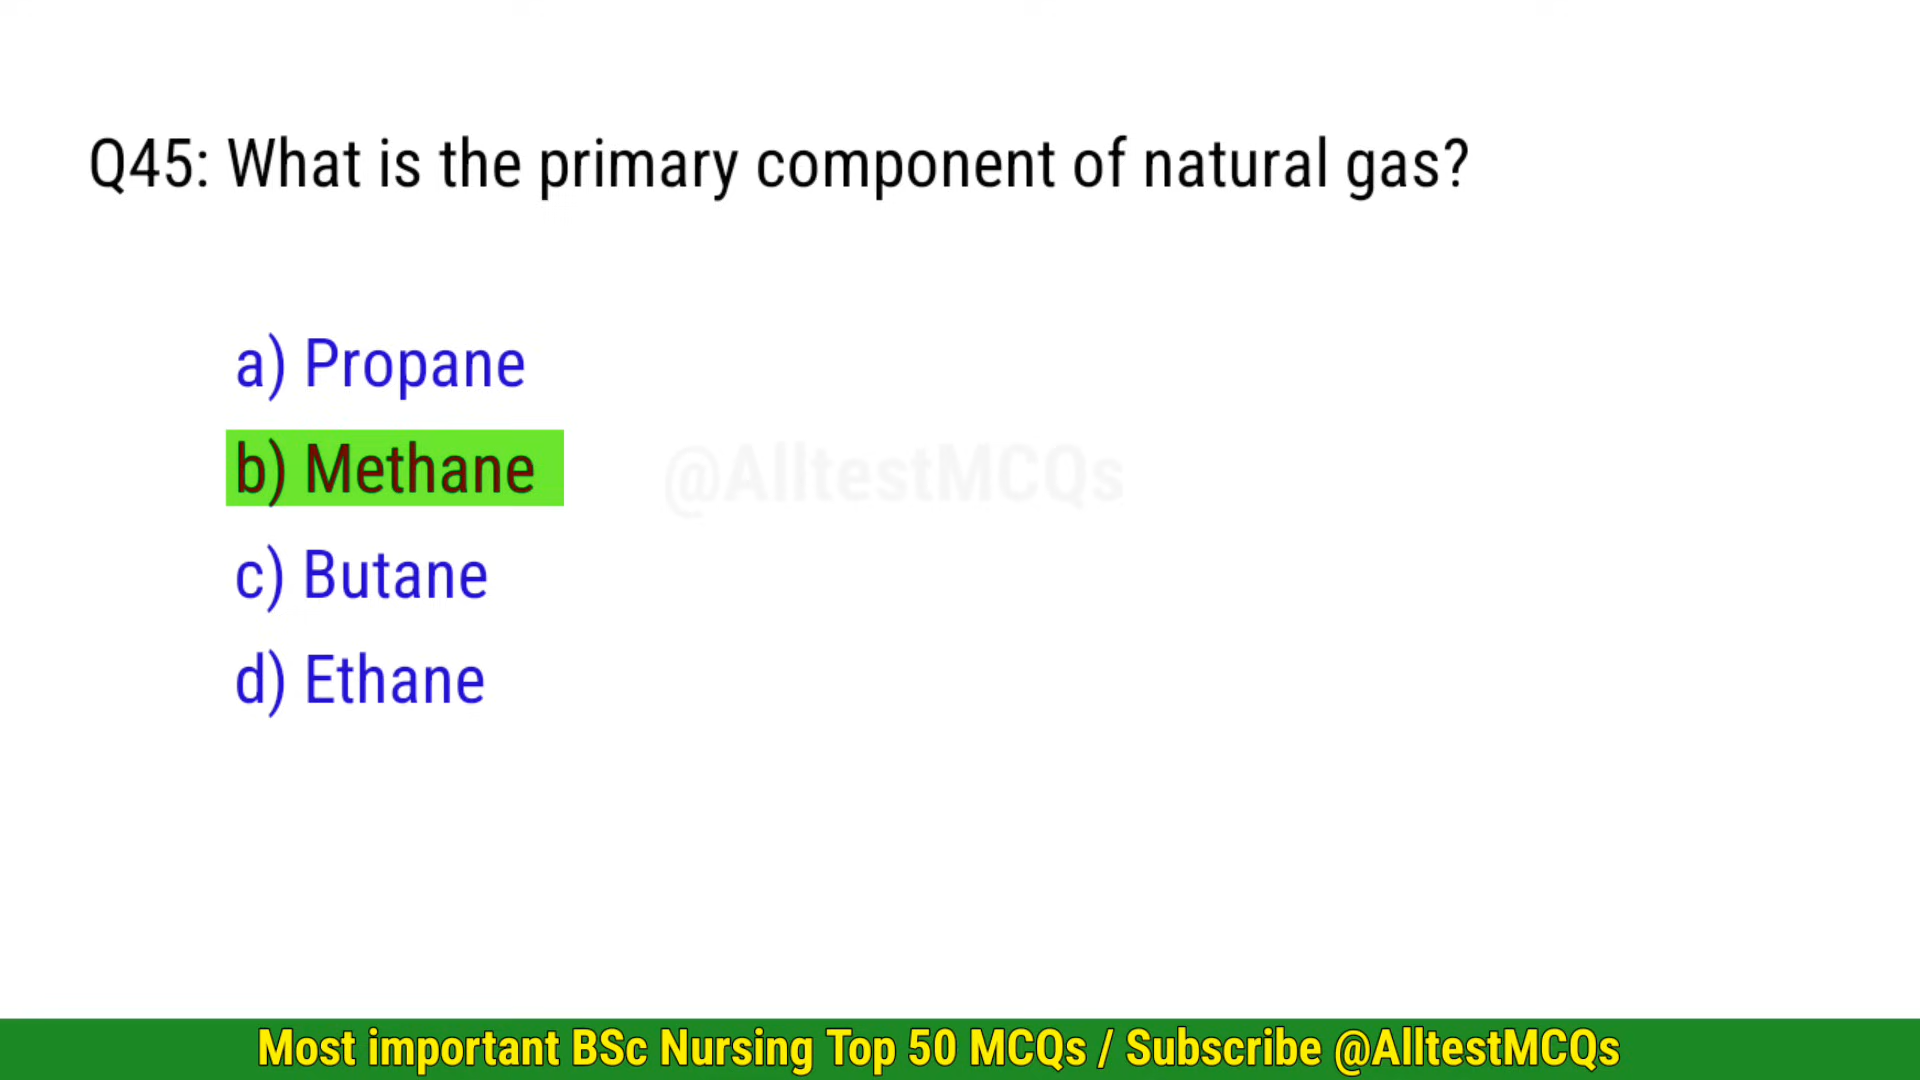 Q45: What is the primary component of natural gas?
a) Propane
b) Methane
@AlltestMCQs
c) Butane
d) Ethane
Most important BSc Nursing Top 50 MCQs / Subscribe @AlltestMCQs